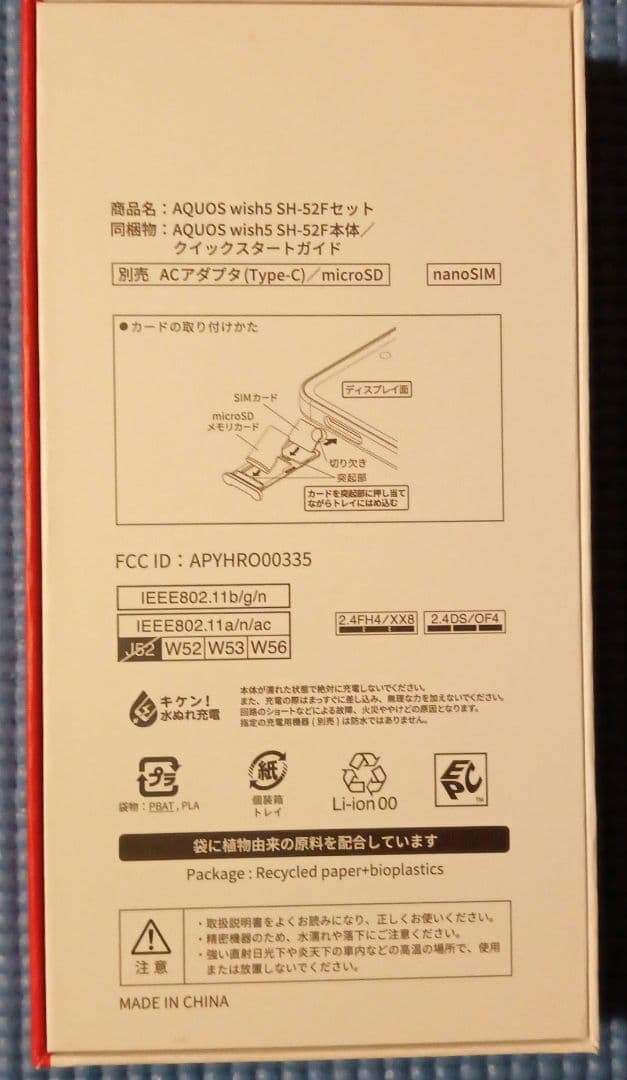 商品名：AQUOS wish5 SH-52Fセット
同梱物：AQUOS wish5 SH-52F本体／
クイックスタートガイド
別売 ACアダプタ(Type-C)／microSD
nanoSIM
●カードの取り付けかた
ディスプレイ面
SIMカード
microSD
メモリカード
切り欠き
突起部
カードを突起部に押し当て
ながらトレイにはめ込む
FCC ID：APYHRO00335
IEEE802.11b/g/n
IEEE802.11a/n/ac
J52 W52 W53 W56
2.4FH4/XX8
2.4DS/OF4
キケン！
水ぬれ充電
本体が濡れた状態で絶対に充電しないでください。
また、充電の際はまっすぐに差し込み、無理な力を加えないでください。
回路のショートなどによる故障、火災ややけどの原因となります。
指定の充電用機器(別売)は防水ではありません。
プラ
袋物：PBAT,PLA
紙
個装箱
トレイ
Li-ion 00
EPC
TM
袋に植物由来の原料を配合しています
Package : Recycled paper+bioplastics
注意
・取扱説明書をよくお読みになり、正しくお使いください。
・精密機器のため、水濡れや落下にご注意ください。
・強い直射日光下や炎天下の車内などの高温の場所で、使用
または放置しないでください。
MADE IN CHINA